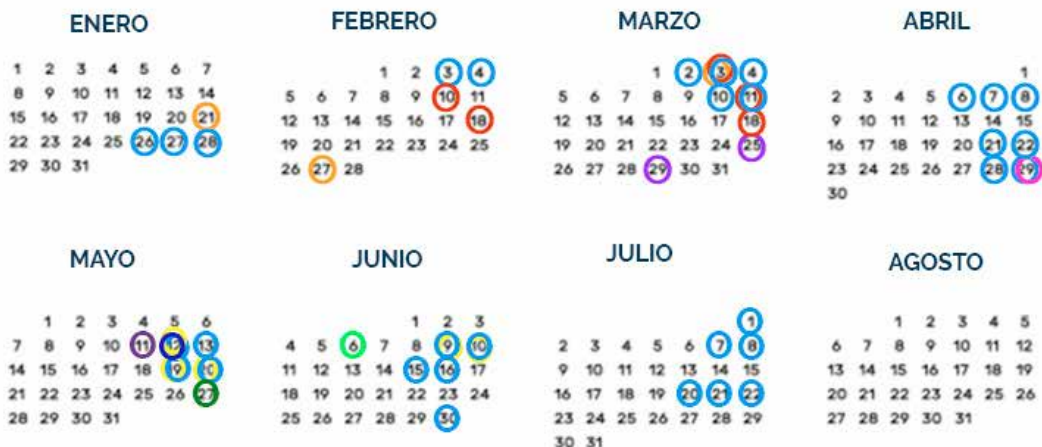 ENERO
1 2 3 4 5 6 7
8 9 10 11 12 13 14
15 16 17 18 19 20 21
22 23 24 25 26 27 28
29 30 31
FEBRERO
1 2 3 4
5 6 7 8 9 10 11
12 13 14 15 16 17 18
19 20 21 22 23 24 25
26 27 28
MARZO
1 2 3 4
5 6 7 8 9 10 11
12 13 14 15 16 17 18
19 20 21 22 23 24 25
26 27 28 29 30 31
ABRIL
1
2 3 4 5 6 7 8
9 10 11 12 13 14 15
16 17 18 19 20 21 22
23 24 25 26 27 28 29
30
MAYO
1 2 3 4 5 6
7 8 9 10 11 12 13
14 15 16 17 18 19 20
21 22 23 24 25 26 27
28 29 30 31
JUNIO
1 2 3
4 5 6 7 8 9 10
11 12 13 14 15 16 17
18 19 20 21 22 23 24
25 26 27 28 29 30
JULIO
1
2 3 4 5 6 7 8
9 10 11 12 13 14 15
16 17 18 19 20 21 22
23 24 25 26 27 28 29
30 31
AGOSTO
1 2 3 4 5
6 7 8 9 10 11 12
13 14 15 16 17 18 19
20 21 22 23 24 25 26
27 28 29 30 31